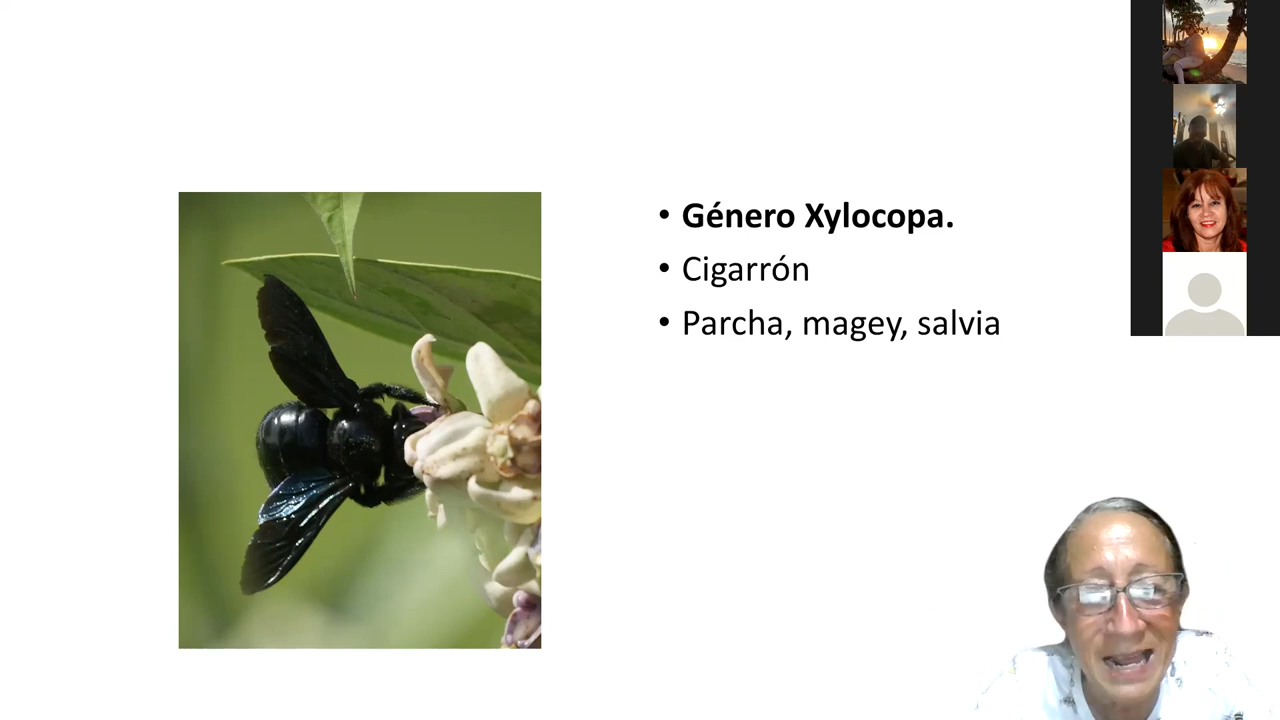 • Género Xylocopa.
• Cigarrón
• Parcha, magey, salvia